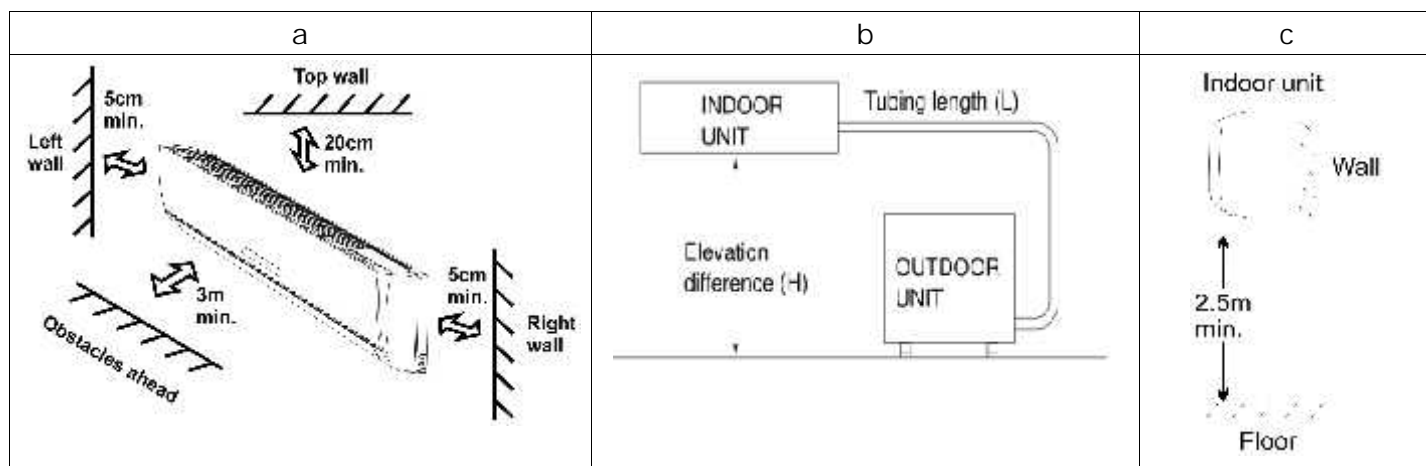 a
b
c
Top wall
5cm
min.
20cm
min.
Left
wall
3m
min.
Obstacles ahead
5cm
min.
Right
wall
INDOOR
UNIT
Tubing length (L)
Elevation
difference (H)
OUTDOOR
UNIT
Indoor unit
Wall
2.5m
min.
Floor